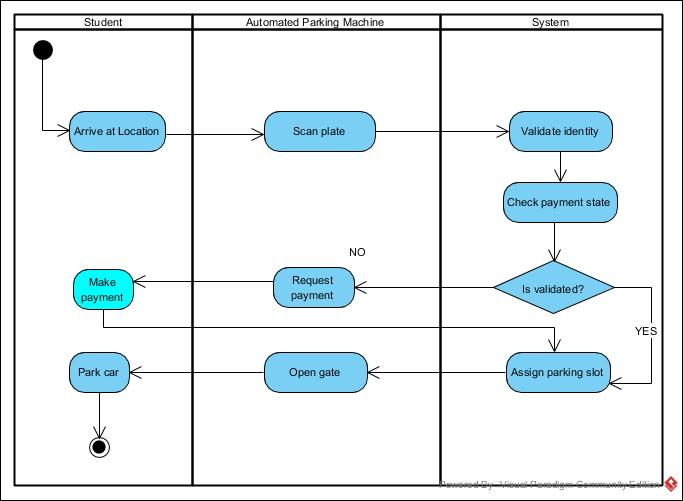 Student
Automated Parking Machine
System
Arrive at Location
Scan plate
Validate identity
Check payment state
NO
Make
payment
Request
payment
Is validated?
YES
Park car
Open gate
Assign parking slot
Powered By: Visual Paradigm Community Edition